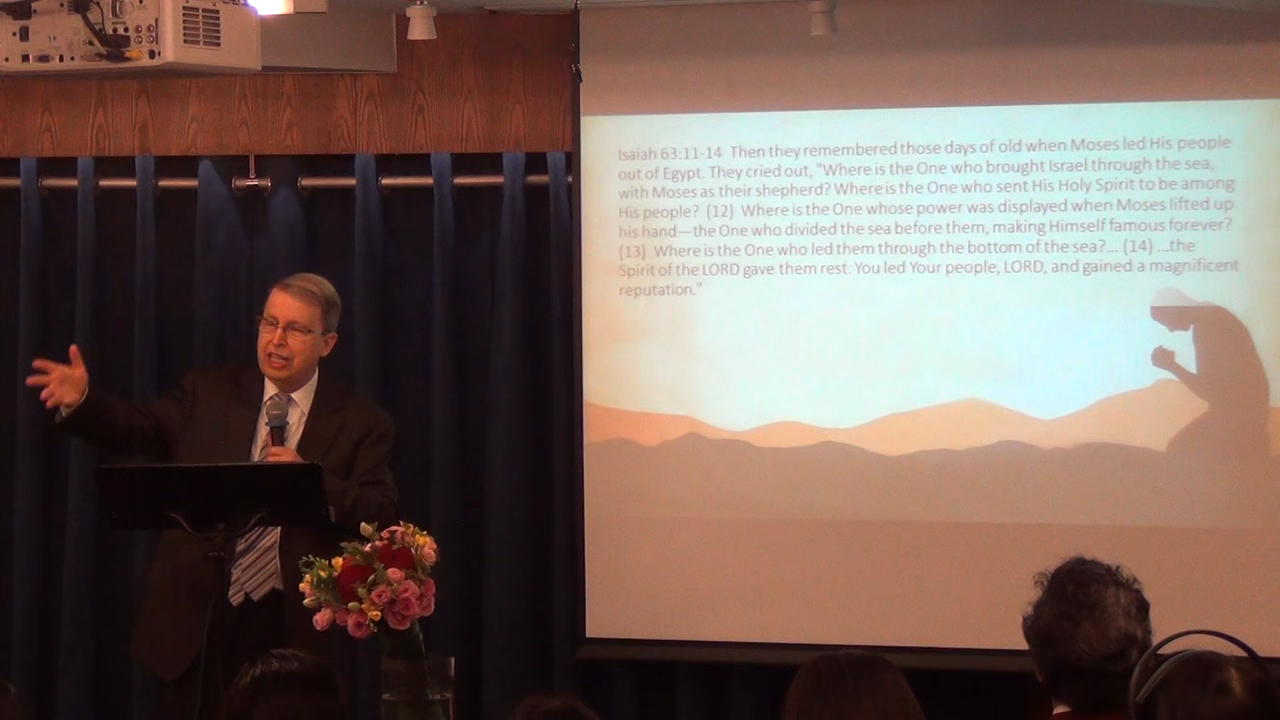 Isaiah 63:11-14  Then they remembered those days of old when Moses led His people
out of Egypt. They cried out, "Where is the One who brought Israel through the sea,
with Moses as their shepherd? Where is the One who sent His Holy Spirit to be among
His people?  (12)  Where is the One whose power was displayed when Moses lifted up
his hand—the One who divided the sea before them, making Himself famous forever?
(13)  Where is the One who led them through the bottom of the sea?... (14) ...the
Spirit of the LORD gave them rest. You led Your people, LORD, and gained a magnificent
reputation."